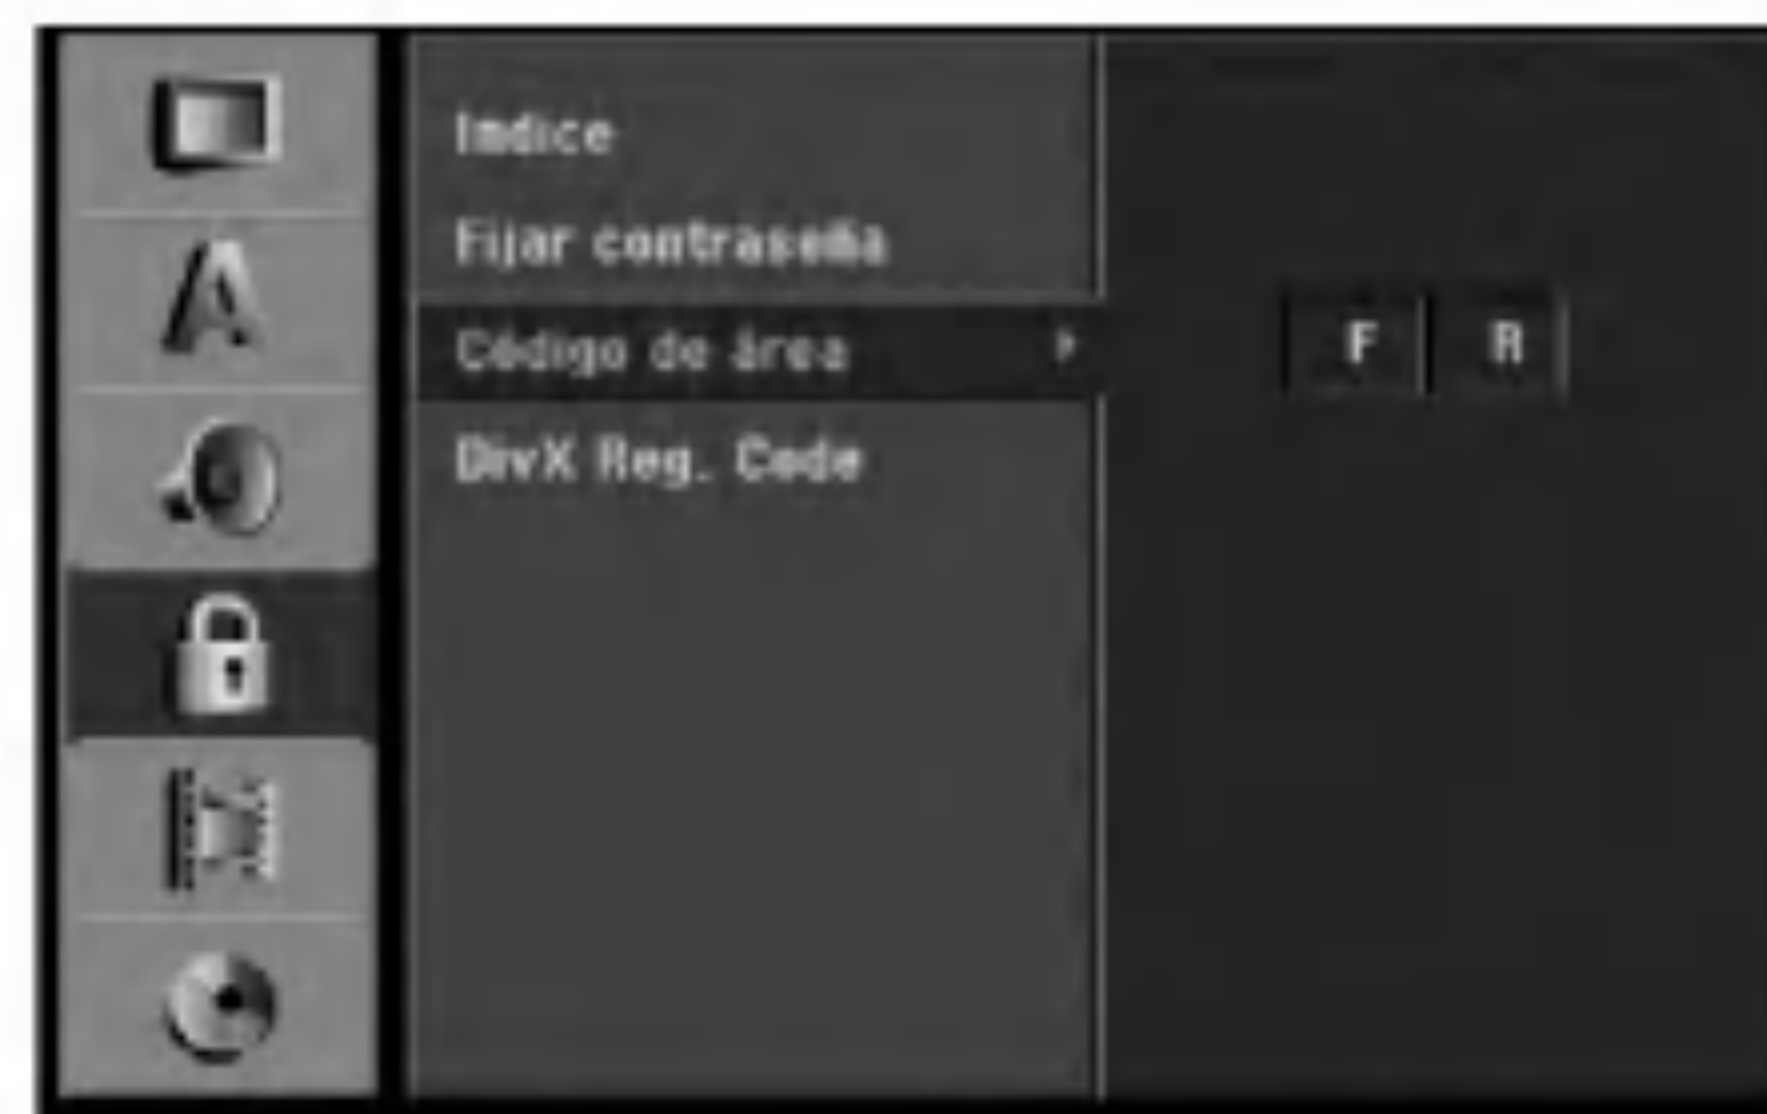 Indice
Fijar contraseña
Código de área
F R
DivX Reg. Code